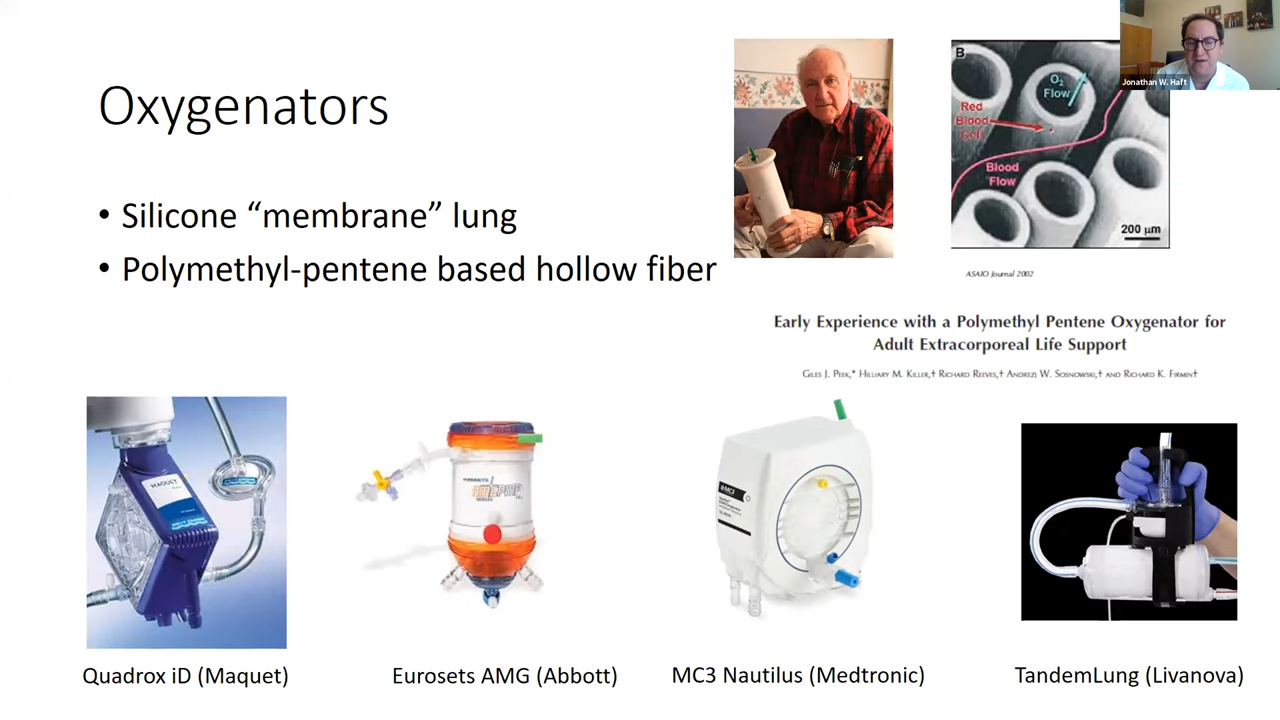 Oxygenators
• Silicone “membrane” lung
• Polymethyl-pentene based hollow fiber
B
O₂
Flow
Red
Blood
Cell
Blood
Flow
200 µm
Jonathan W. Haft
ASAIO Journal 2002
Early Experience with a Polymethyl Pentene Oxygenator for
Adult Extracorporeal Life Support
Giles J. Peek,* Hilliary M. Killer,† Richard Reeves,† Andrezj W. Sosnowski,† and Richard K. Firmin†
MAQUET
MC3
Quadrox iD (Maquet)
Eurosets AMG (Abbott)
MC3 Nautilus (Medtronic)
TandemLung (Livanova)